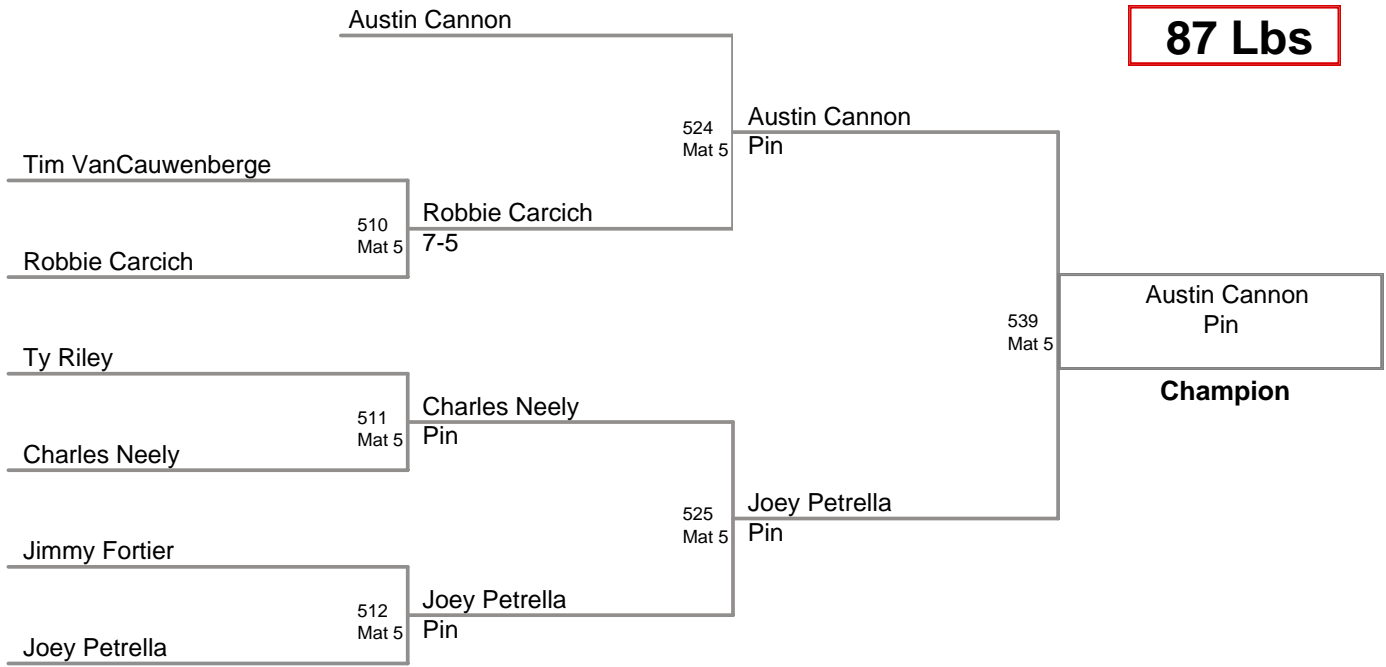 Austin Cannon
87 Lbs
524
Mat 5
Austin Cannon
Pin
Tim VanCauwenberge
510
Mat 5
Robbie Carcich
7-5
Robbie Carcich
539
Mat 5
Austin Cannon
Pin
Champion
Ty Riley
511
Mat 5
Charles Neely
Pin
Charles Neely
525
Mat 5
Joey Petrella
Pin
Jimmy Fortier
512
Mat 5
Joey Petrella
Pin
Joey Petrella